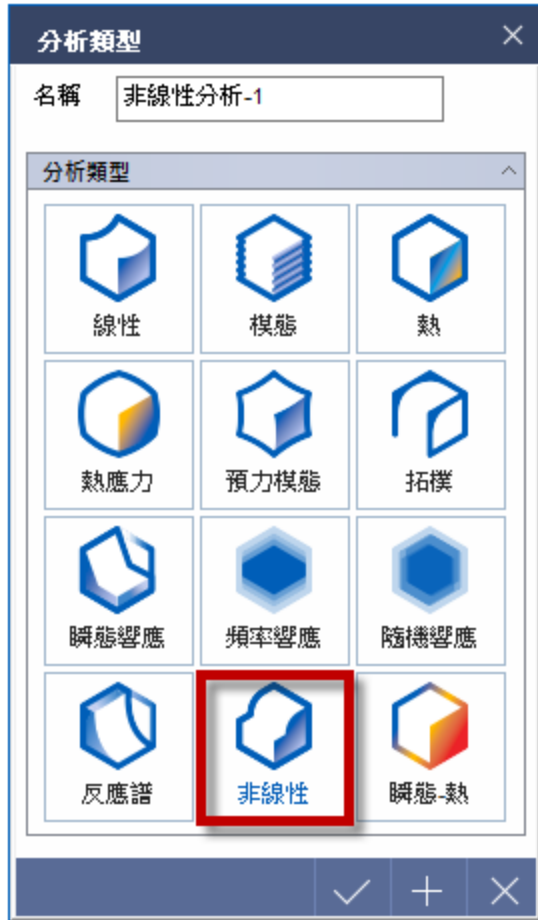 分析類型
名稱 非線性分析-1
分析類型
線性 模態 熱
熱應力 預力模態 拓樸
瞬態響應 頻率響應 隨機響應
反應譜 非線性 瞬態-熱